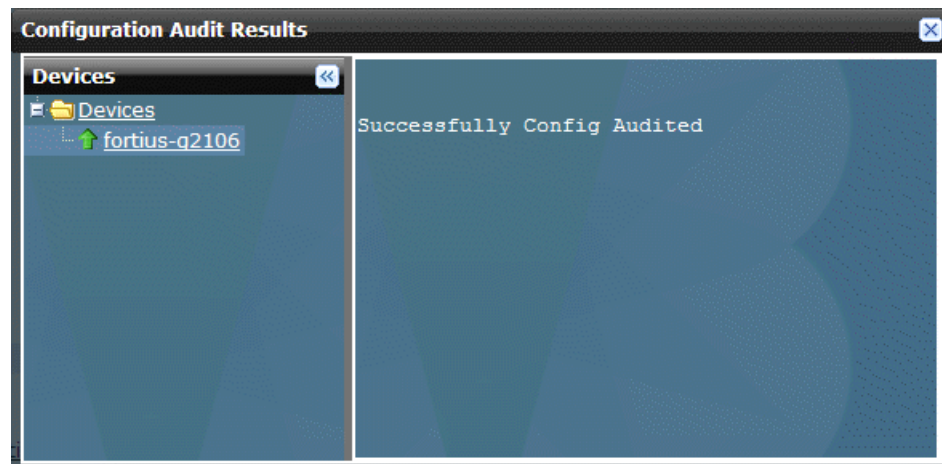 Configuration Audit Results
Devices
Devices
fortius-g2106
Successfully Config Audited